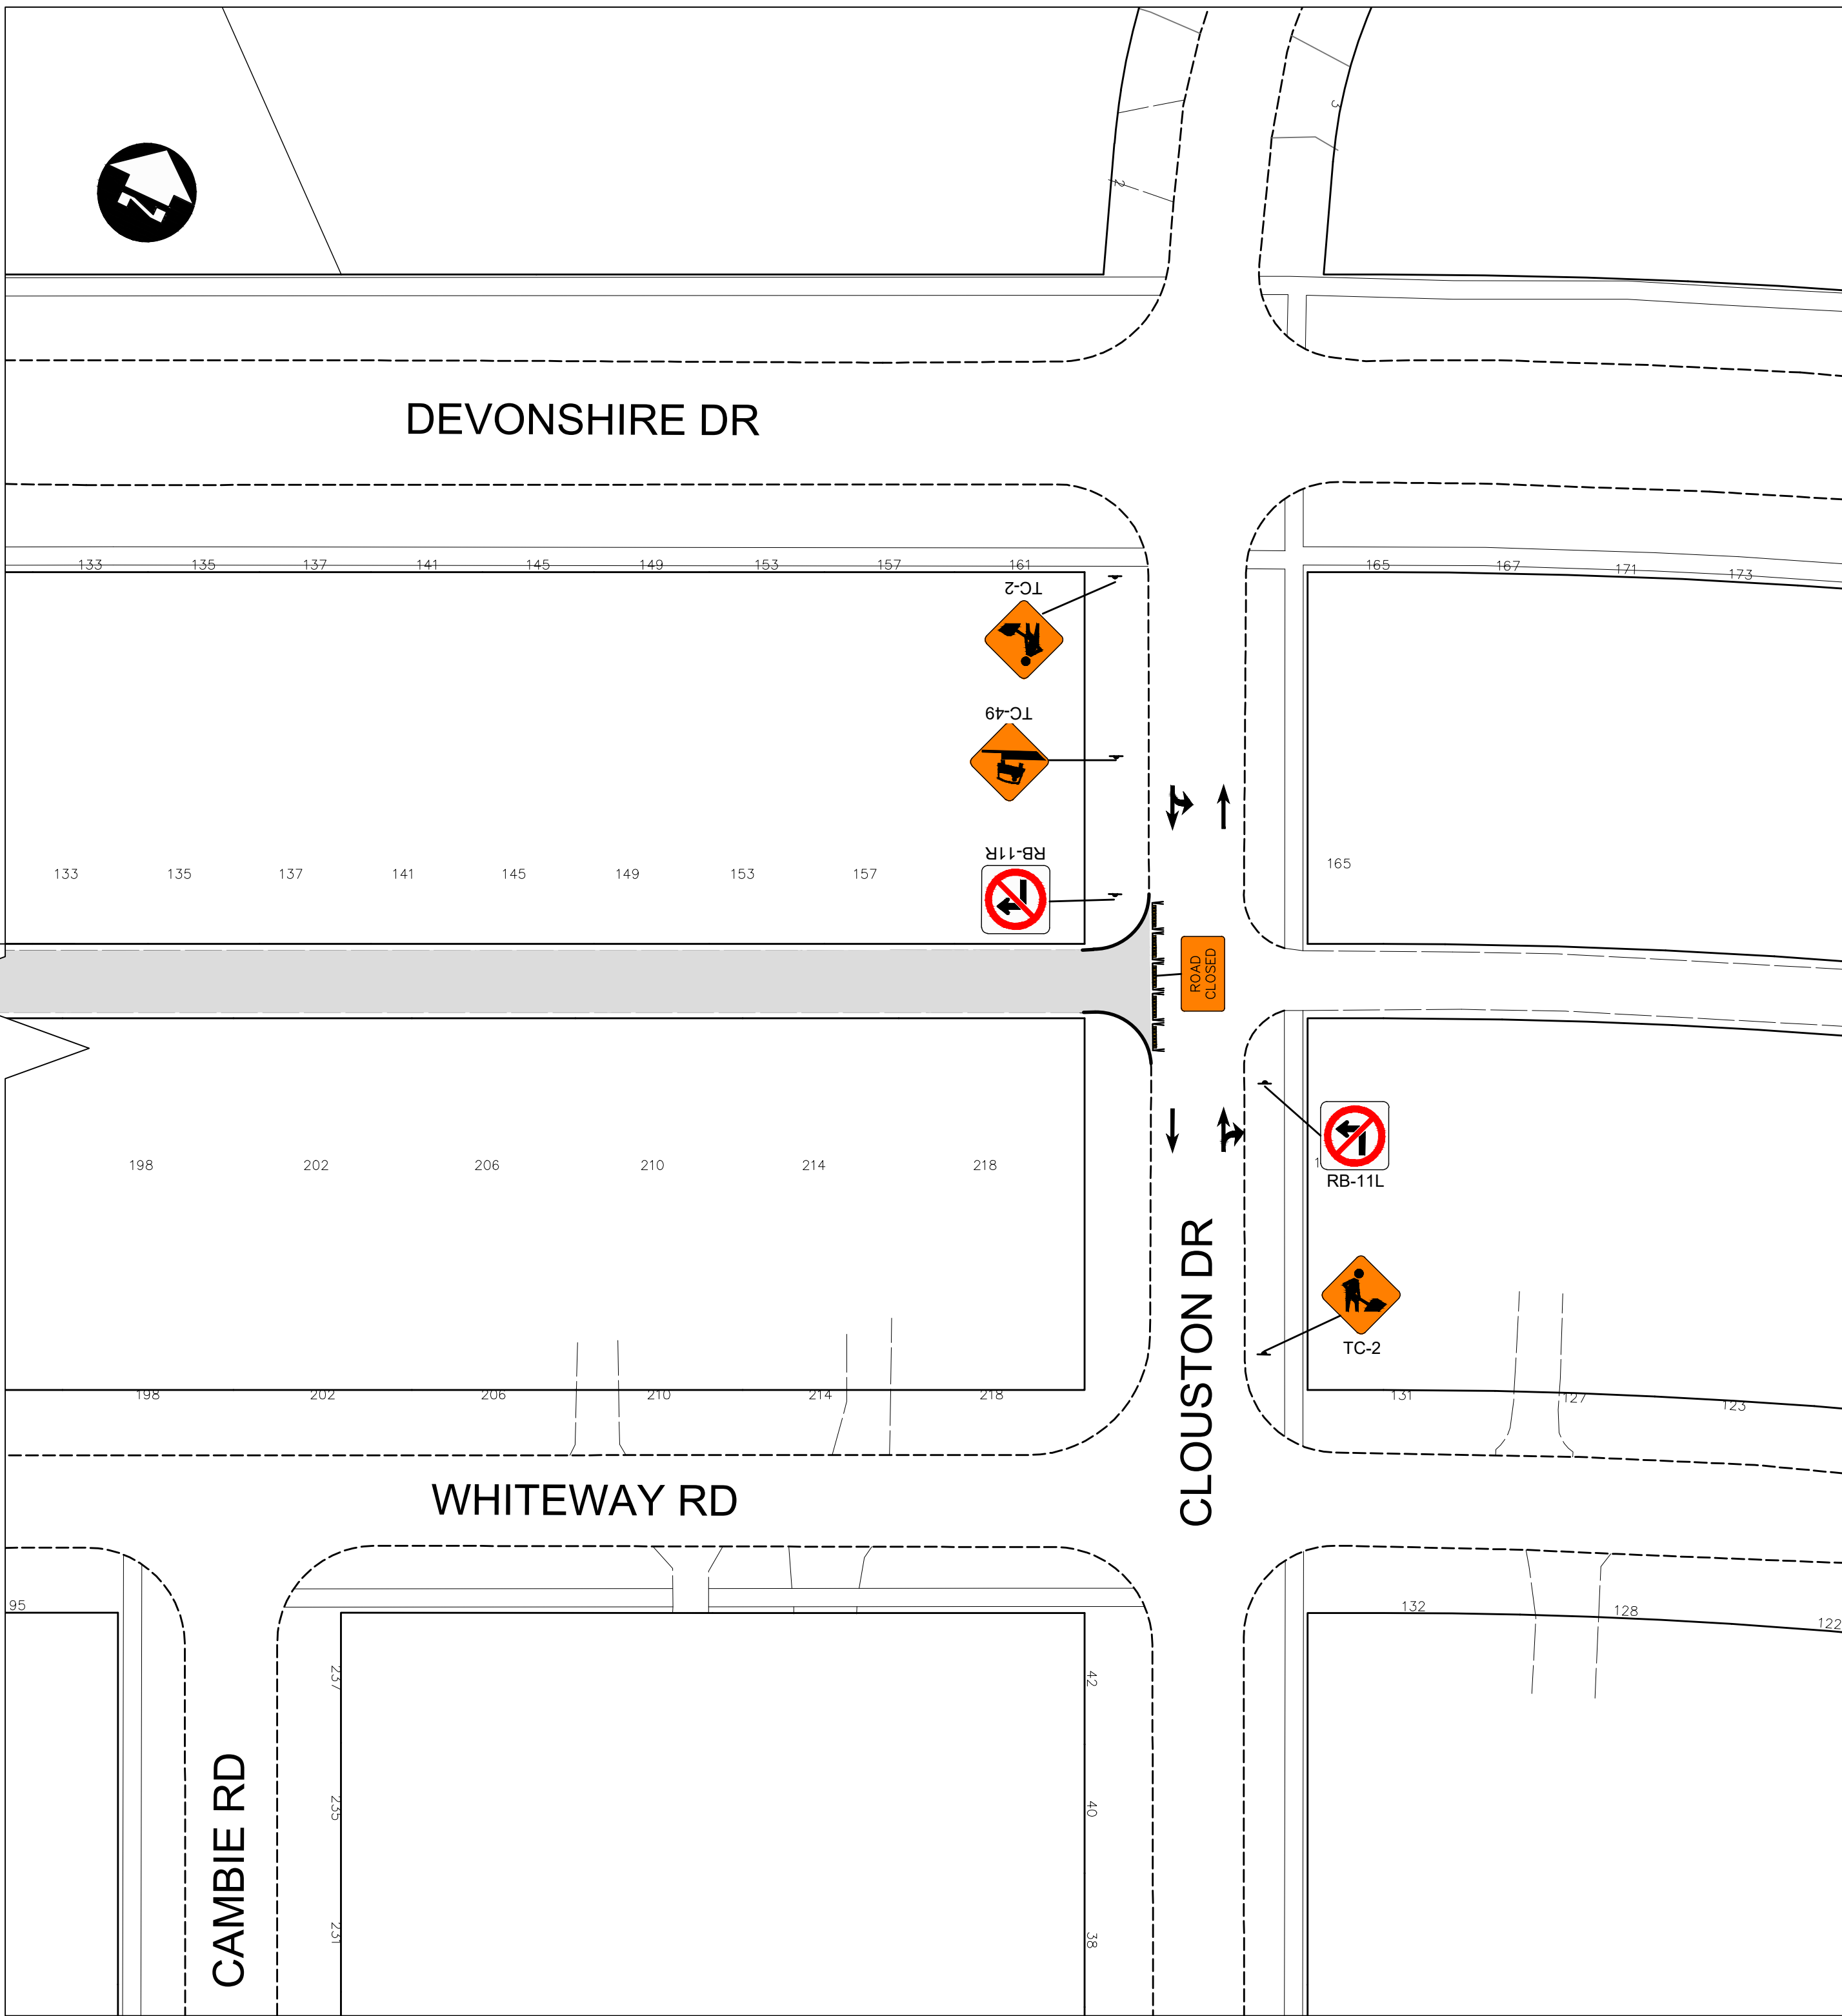 3
2
DEVONSHIRE DR
133 135 137 141 145 149 153 157 161 165 167 171 173
TC-2
TC-49
RB-11R
133 135 137 141 145 149 153 157 165
ROAD
CLOSED
198 202 206 210 214 218
RB-11L
TC-2
CLOUSTON DR
198 202 206 210 214 218 131 127 123
WHITEWAY RD
95 132 128 122
237 42
235 40
231 38
CAMBIE RD